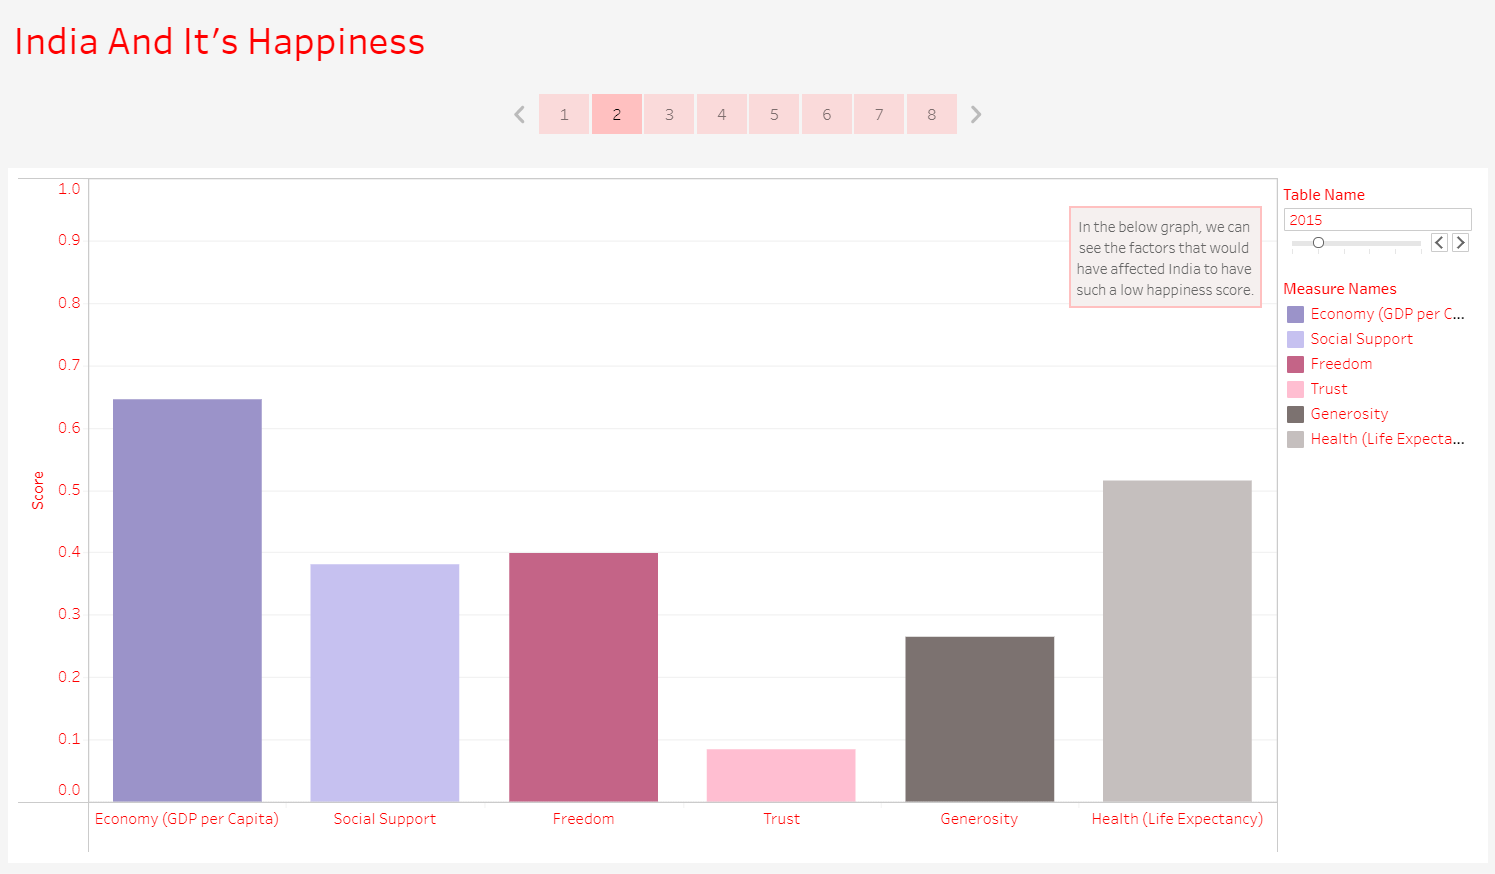 India And It’s Happiness
1 2 3 4 5 6 7 8
1.0
0.9
0.8
0.7
0.6
0.5
0.4
0.3
0.2
0.1
0.0
Score
In the below graph, we can
see the factors that would
have affected India to have
such a low happiness score.
Economy (GDP per Capita) Social Support Freedom Trust Generosity Health (Life Expectancy)
Table Name
2015
Measure Names
Economy (GDP per C...
Social Support
Freedom
Trust
Generosity
Health (Life Expecta...